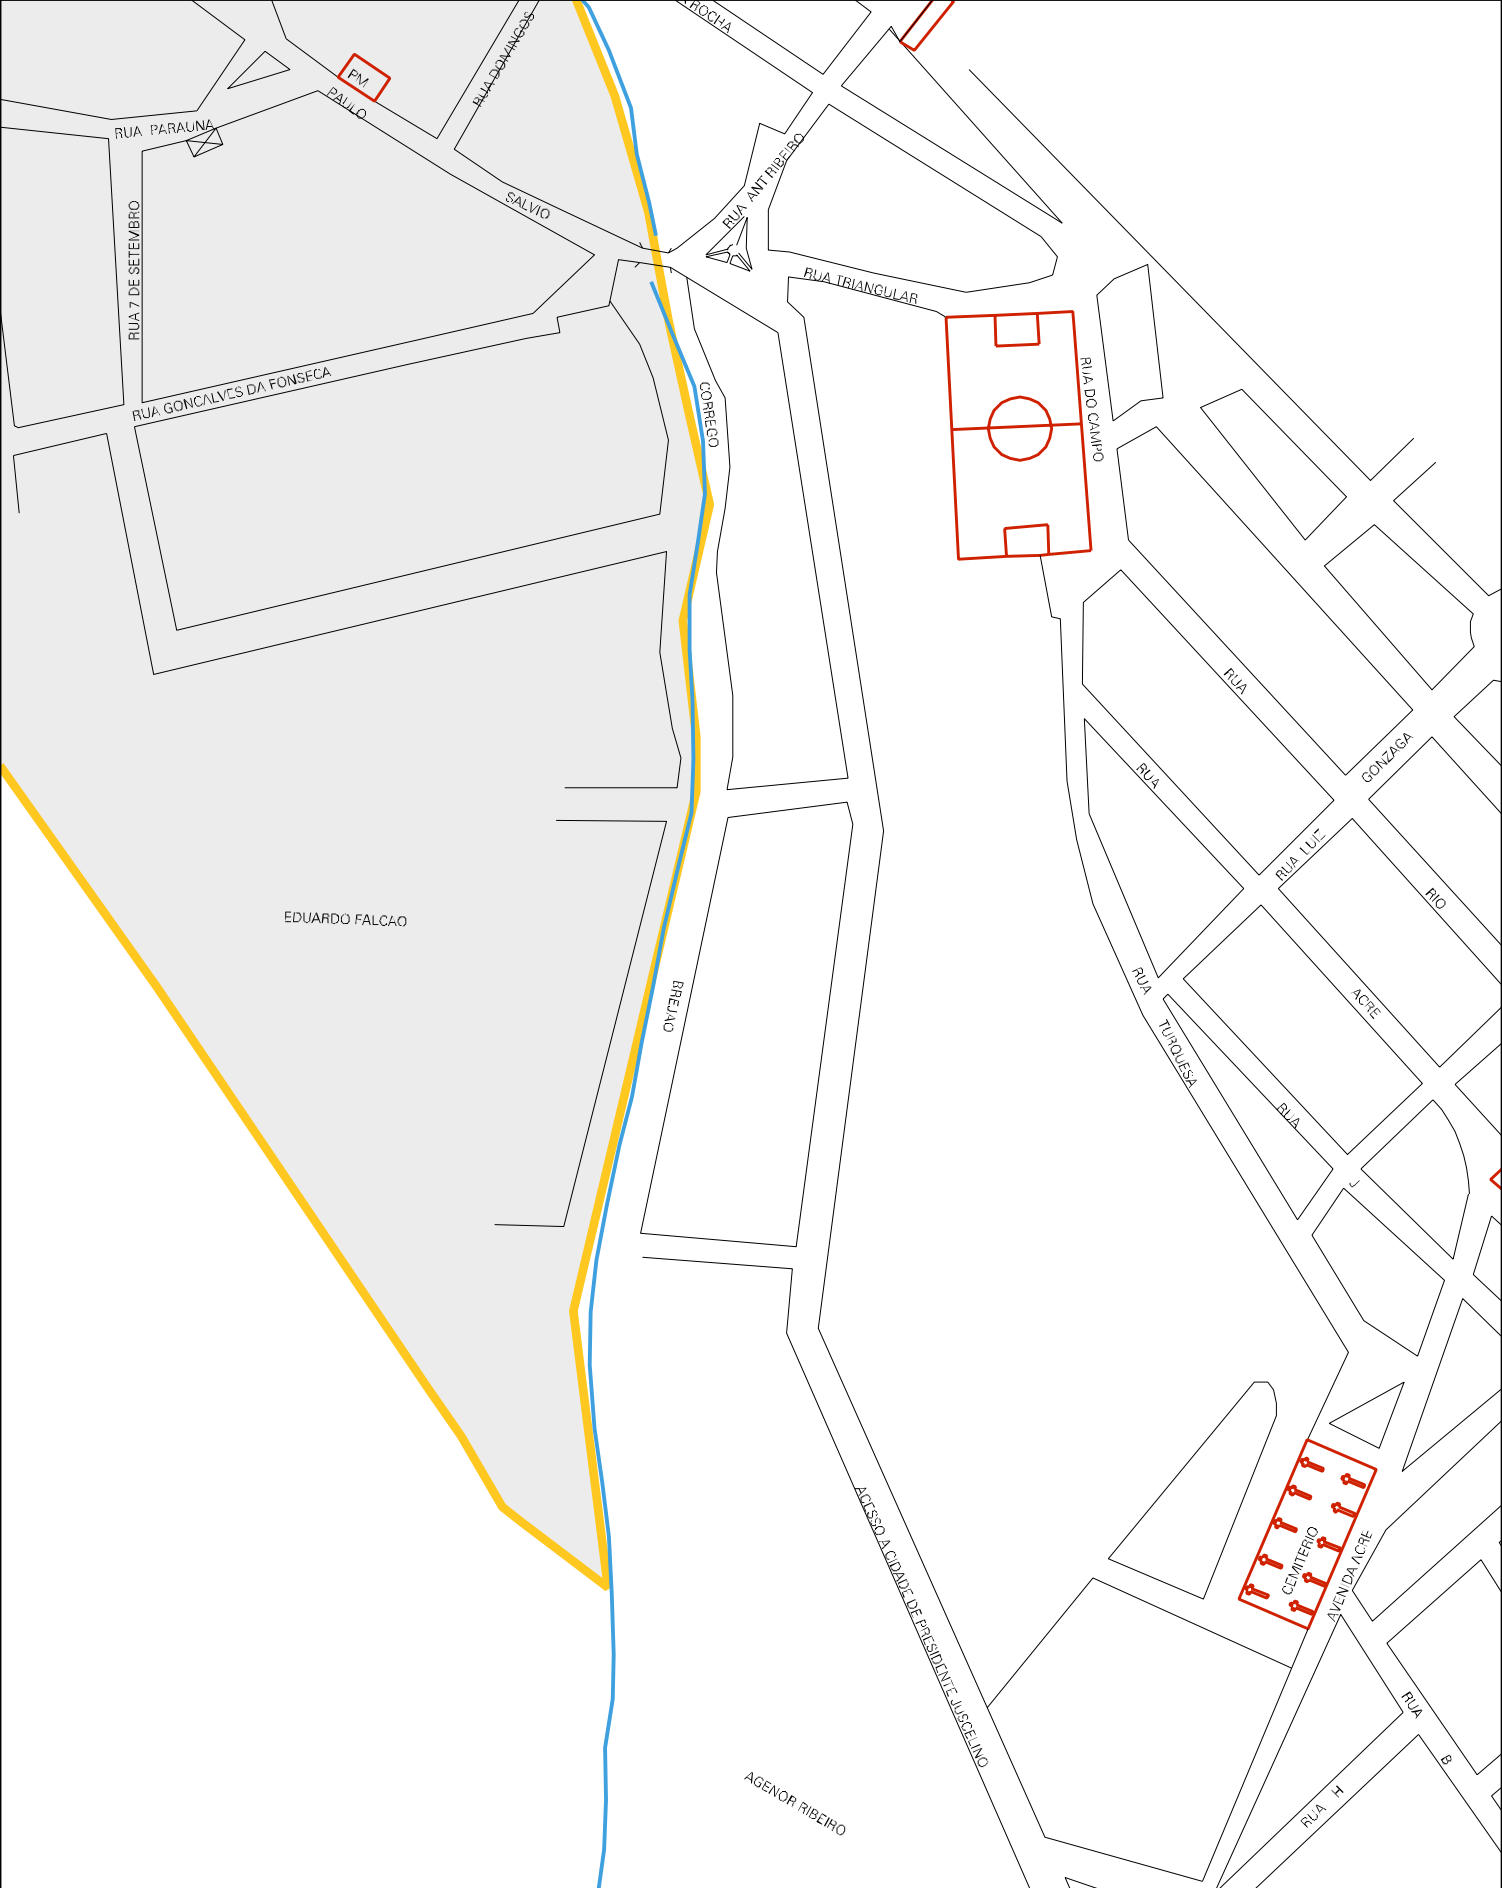 ROCHA
RUA DOMINGOS
PM
PAULO
RUA PARAUNA
RUA ANT RIBEIRO
SALVIO
RUA 7 DE SETEMBRO
RUA TRIANGULAR
RUA GONCALVES DA FONSECA
CORREGO
RUA DO CAMPO
RUA
GONZAGA
RUA
RUA LUIZ
RIO
EDUARDO FALCAO
BREJAO
RUA
ACRE
TURQUESA
RUA
J
ACESSO A CIDADE DE PRESIDENTE JUSCELINO
CEMITERIO
AVENIDA ACRE
RUA
B
RUA H
AGENOR RIBEIRO